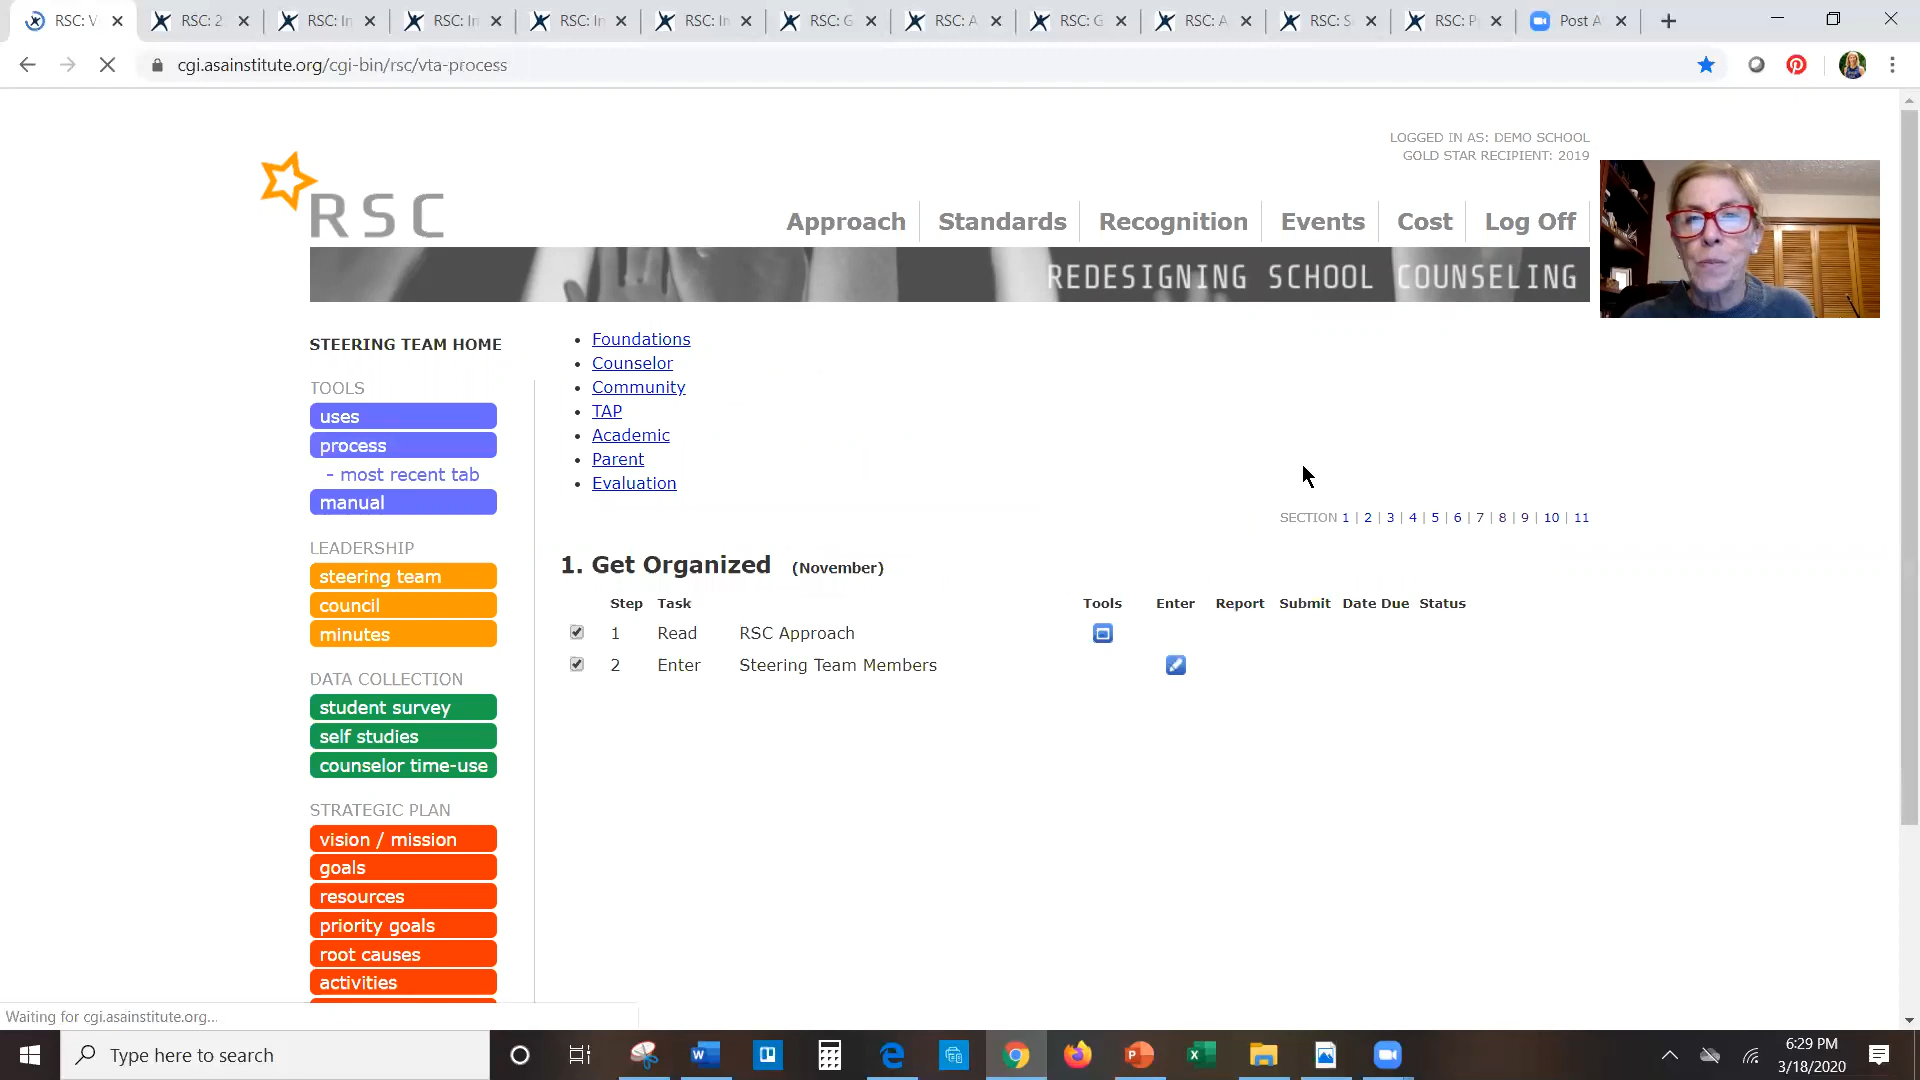 RSC: V
RSC: 2
RSC: In
RSC: In
RSC: In
RSC: In
RSC: G
RSC: A
RSC: G
RSC: A
RSC: S
RSC: P
Post A
cgi.asainstitute.org/cgi-bin/rsc/vta-process
LOGGED IN AS: DEMO SCHOOL
GOLD STAR RECIPIENT: 2019
RSC
Approach
Standards
Recognition
Events
Cost
Log Off
REDESIGNING SCHOOL COUNSELING
STEERING TEAM HOME
TOOLS
uses
process
- most recent tab
manual
LEADERSHIP
steering team
council
minutes
DATA COLLECTION
student survey
self studies
counselor time-use
STRATEGIC PLAN
vision / mission
goals
resources
priority goals
root causes
activities
Foundations
Counselor
Community
TAP
Academic
Parent
Evaluation
SECTION 1 | 2 | 3 | 4 | 5 | 6 | 7 | 8 | 9 | 10 | 11
1. Get Organized (November)
Step Task Tools Enter Report Submit Date Due Status
1 Read RSC Approach
2 Enter Steering Team Members
Waiting for cgi.asainstitute.org...
Type here to search
6:29 PM
3/18/2020